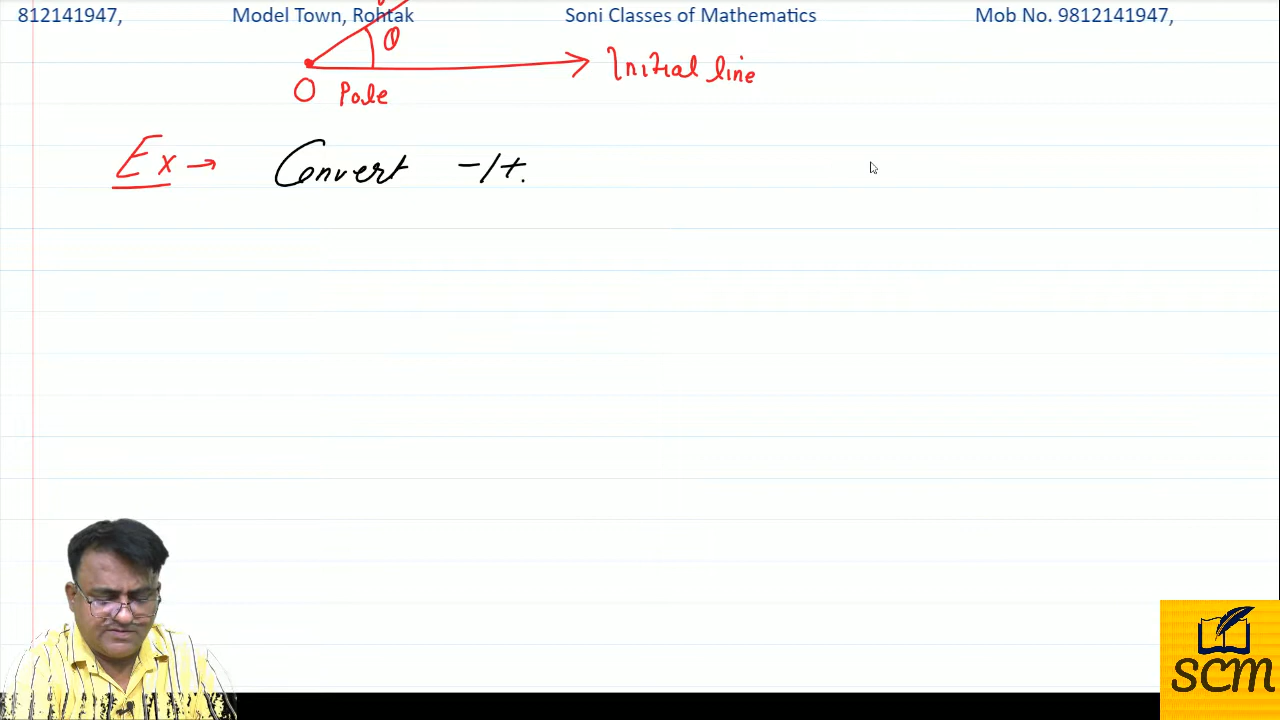 812141947, Model Town, Rohtak Soni Classes of Mathematics Mob No. 9812141947,
θ
Initial line
O Pole
Ex → Convert -1+
SCM